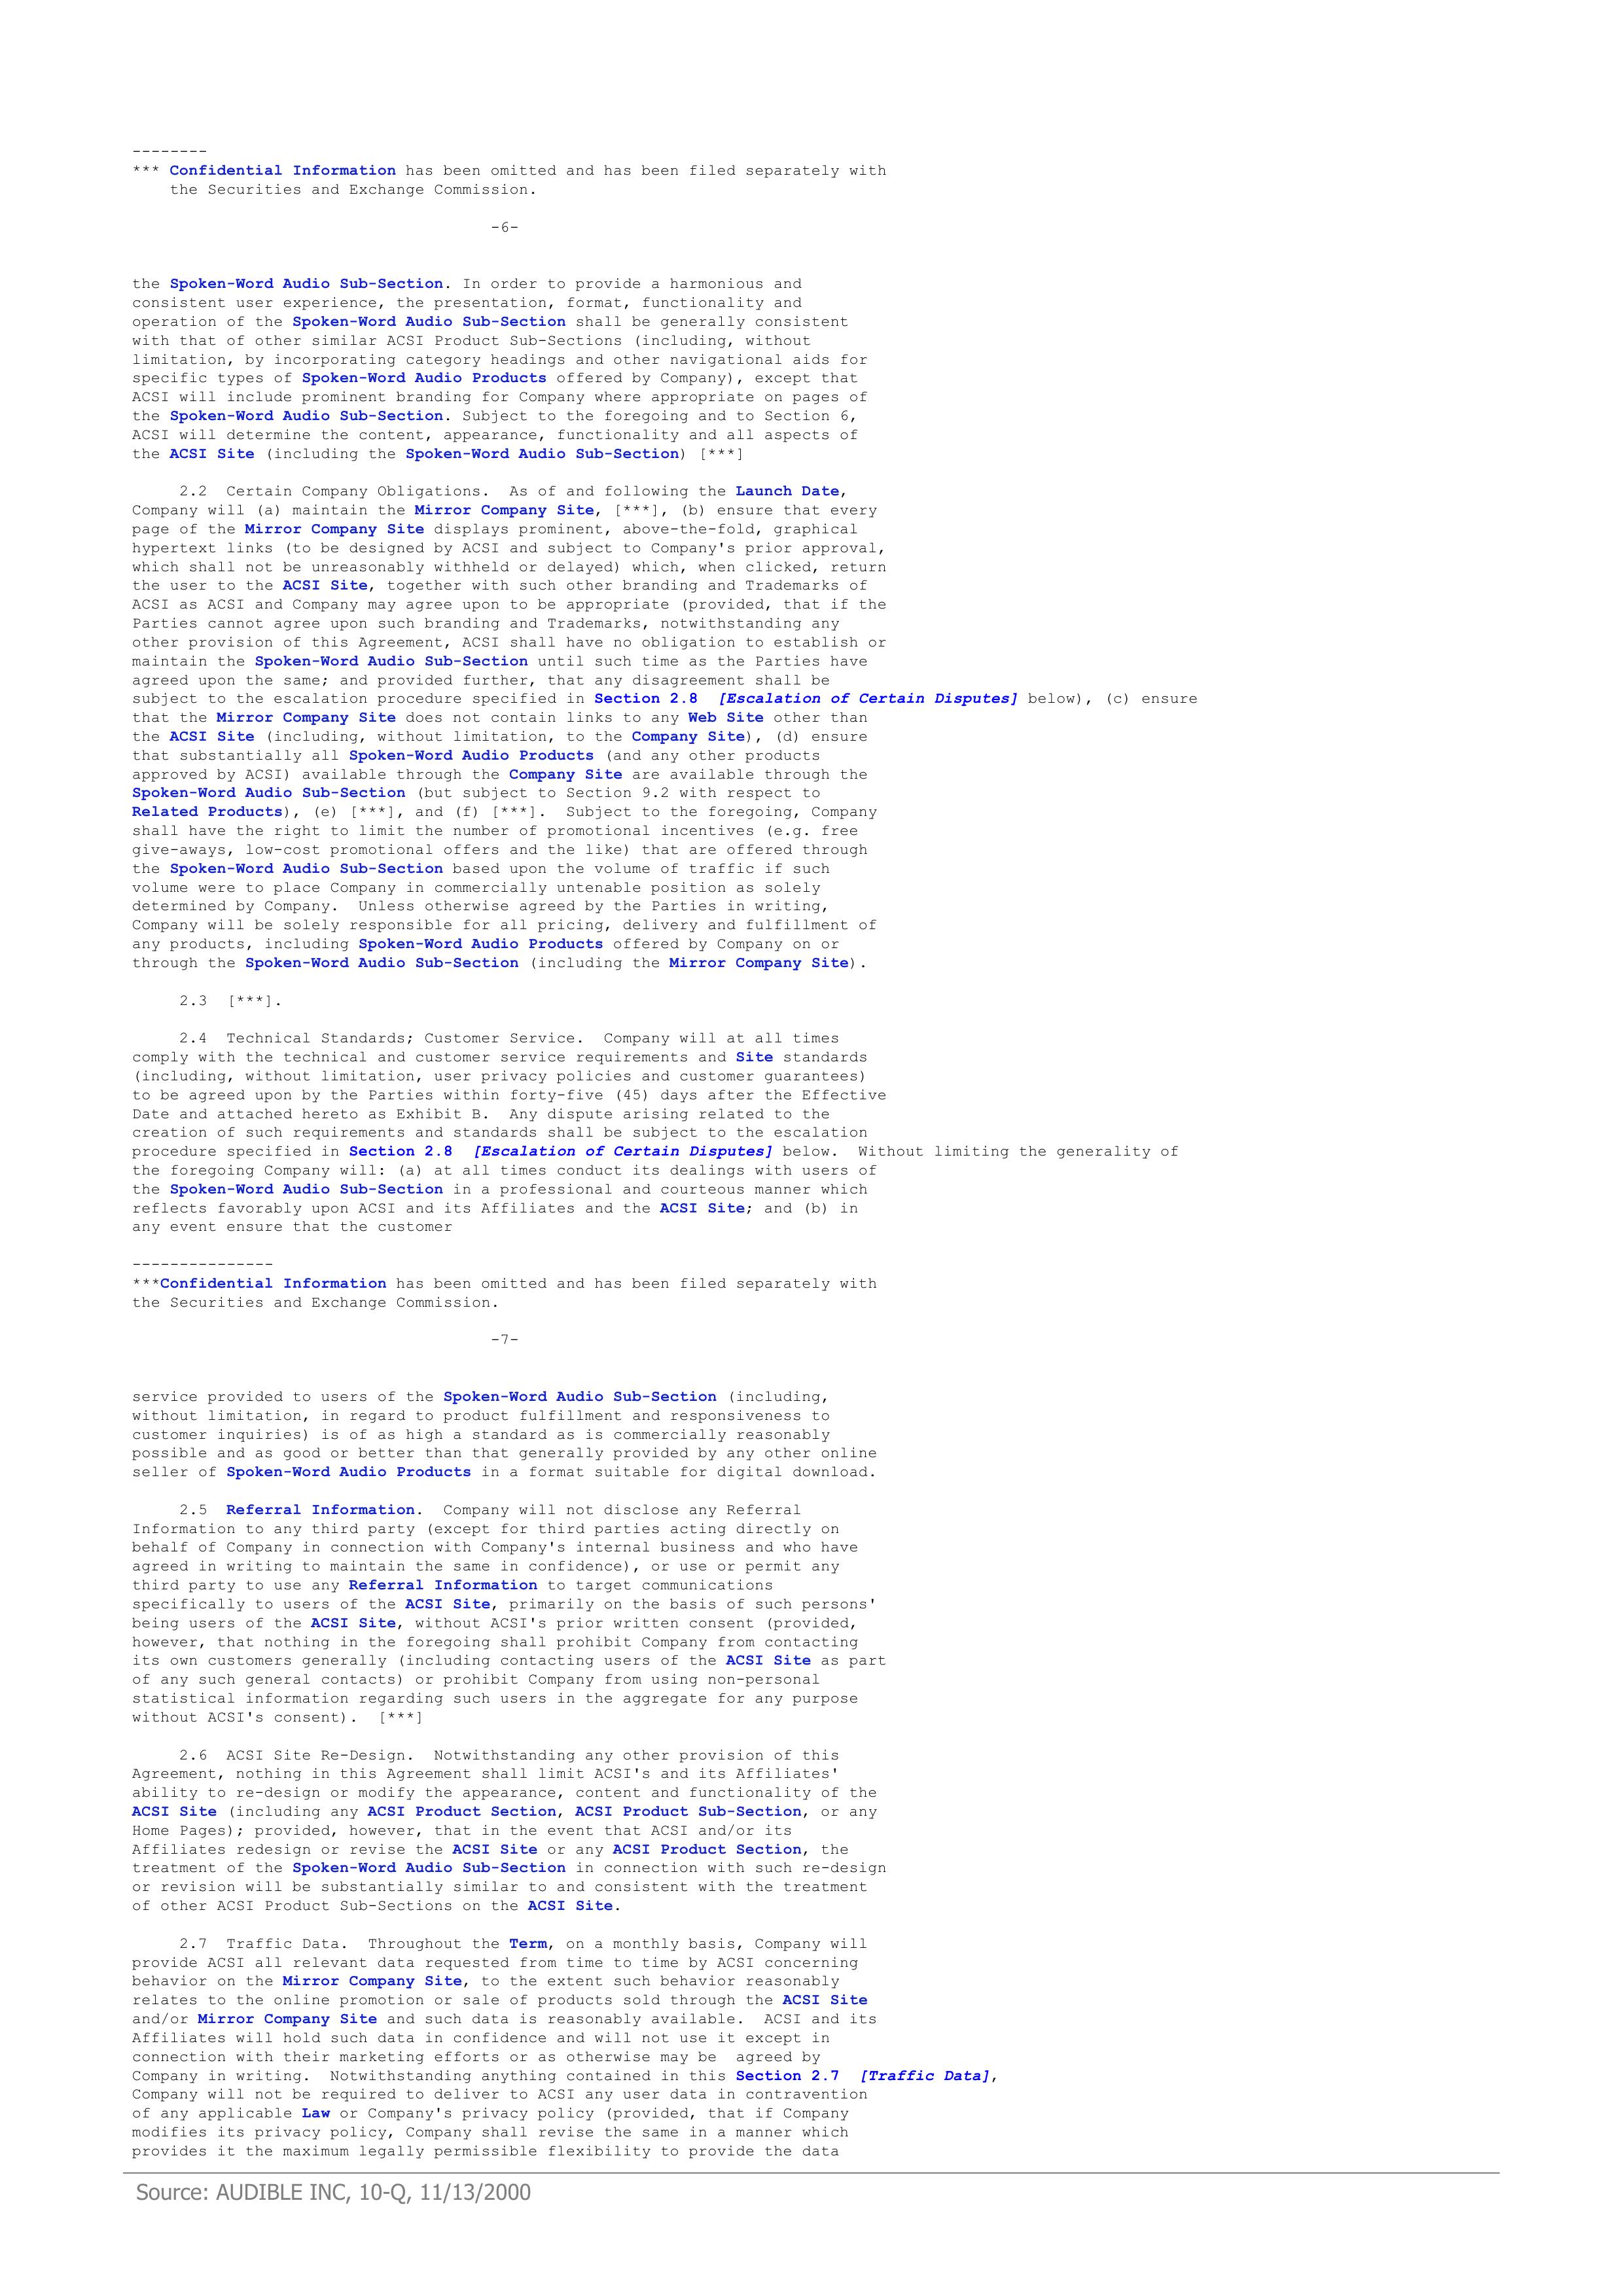 --------
*** Confidential Information has been omitted and has been filed separately with
the Securities and Exchange Commission.
-6-
the Spoken-Word Audio Sub-Section. In order to provide a harmonious and
consistent user experience, the presentation, format, functionality and
operation of the Spoken-Word Audio Sub-Section shall be generally consistent
with that of other similar ACSI Product Sub-Sections (including, without
limitation, by incorporating category headings and other navigational aids for
specific types of Spoken-Word Audio Products offered by Company), except that
ACSI will include prominent branding for Company where appropriate on pages of
the Spoken-Word Audio Sub-Section. Subject to the foregoing and to Section 6,
ACSI will determine the content, appearance, functionality and all aspects of
the ACSI Site (including the Spoken-Word Audio Sub-Section) [***]
2.2 Certain Company Obligations. As of and following the Launch Date,
Company will (a) maintain the Mirror Company Site, [***], (b) ensure that every
page of the Mirror Company Site displays prominent, above-the-fold, graphical
hypertext links (to be designed by ACSI and subject to Company's prior approval,
which shall not be unreasonably withheld or delayed) which, when clicked, return
the user to the ACSI Site, together with such other branding and Trademarks of
ACSI as ACSI and Company may agree upon to be appropriate (provided, that if the
Parties cannot agree upon such branding and Trademarks, notwithstanding any
other provision of this Agreement, ACSI shall have no obligation to establish or
maintain the Spoken-Word Audio Sub-Section until such time as the Parties have
agreed upon the same; and provided further, that any disagreement shall be
subject to the escalation procedure specified in Section 2.8 [Escalation of Certain Disputes] below), (c) ensure
that the Mirror Company Site does not contain links to any Web Site other than
the ACSI Site (including, without limitation, to the Company Site), (d) ensure
that substantially all Spoken-Word Audio Products (and any other products
approved by ACSI) available through the Company Site are available through the
Spoken-Word Audio Sub-Section (but subject to Section 9.2 with respect to
Related Products), (e) [***], and (f) [***]. Subject to the foregoing, Company
shall have the right to limit the number of promotional incentives (e.g. free
give-aways, low-cost promotional offers and the like) that are offered through
the Spoken-Word Audio Sub-Section based upon the volume of traffic if such
volume were to place Company in commercially untenable position as solely
determined by Company. Unless otherwise agreed by the Parties in writing,
Company will be solely responsible for all pricing, delivery and fulfillment of
any products, including Spoken-Word Audio Products offered by Company on or
through the Spoken-Word Audio Sub-Section (including the Mirror Company Site).
2.3 [***].
2.4 Technical Standards; Customer Service. Company will at all times
comply with the technical and customer service requirements and Site standards
(including, without limitation, user privacy policies and customer guarantees)
to be agreed upon by the Parties within forty-five (45) days after the Effective
Date and attached hereto as Exhibit B. Any dispute arising related to the
creation of such requirements and standards shall be subject to the escalation
procedure specified in Section 2.8 [Escalation of Certain Disputes] below. Without limiting the generality of
the foregoing Company will: (a) at all times conduct its dealings with users of
the Spoken-Word Audio Sub-Section in a professional and courteous manner which
reflects favorably upon ACSI and its Affiliates and the ACSI Site; and (b) in
any event ensure that the customer
---------------
***Confidential Information has been omitted and has been filed separately with
the Securities and Exchange Commission.
-7-
service provided to users of the Spoken-Word Audio Sub-Section (including,
without limitation, in regard to product fulfillment and responsiveness to
customer inquiries) is of as high a standard as is commercially reasonably
possible and as good or better than that generally provided by any other online
seller of Spoken-Word Audio Products in a format suitable for digital download.
2.5 Referral Information. Company will not disclose any Referral
Information to any third party (except for third parties acting directly on
behalf of Company in connection with Company's internal business and who have
agreed in writing to maintain the same in confidence), or use or permit any
third party to use any Referral Information to target communications
specifically to users of the ACSI Site, primarily on the basis of such persons'
being users of the ACSI Site, without ACSI's prior written consent (provided,
however, that nothing in the foregoing shall prohibit Company from contacting
its own customers generally (including contacting users of the ACSI Site as part
of any such general contacts) or prohibit Company from using non-personal
statistical information regarding such users in the aggregate for any purpose
without ACSI's consent). [***]
2.6 ACSI Site Re-Design. Notwithstanding any other provision of this
Agreement, nothing in this Agreement shall limit ACSI's and its Affiliates'
ability to re-design or modify the appearance, content and functionality of the
ACSI Site (including any ACSI Product Section, ACSI Product Sub-Section, or any
Home Pages); provided, however, that in the event that ACSI and/or its
Affiliates redesign or revise the ACSI Site or any ACSI Product Section, the
treatment of the Spoken-Word Audio Sub-Section in connection with such re-design
or revision will be substantially similar to and consistent with the treatment
of other ACSI Product Sub-Sections on the ACSI Site.
2.7 Traffic Data. Throughout the Term, on a monthly basis, Company will
provide ACSI all relevant data requested from time to time by ACSI concerning
behavior on the Mirror Company Site, to the extent such behavior reasonably
relates to the online promotion or sale of products sold through the ACSI Site
and/or Mirror Company Site and such data is reasonably available. ACSI and its
Affiliates will hold such data in confidence and will not use it except in
connection with their marketing efforts or as otherwise may be agreed by
Company in writing. Notwithstanding anything contained in this Section 2.7 [Traffic Data],
Company will not be required to deliver to ACSI any user data in contravention
of any applicable Law or Company's privacy policy (provided, that if Company
modifies its privacy policy, Company shall revise the same in a manner which
provides it the maximum legally permissible flexibility to provide the data
Source: AUDIBLE INC, 10-Q, 11/13/2000